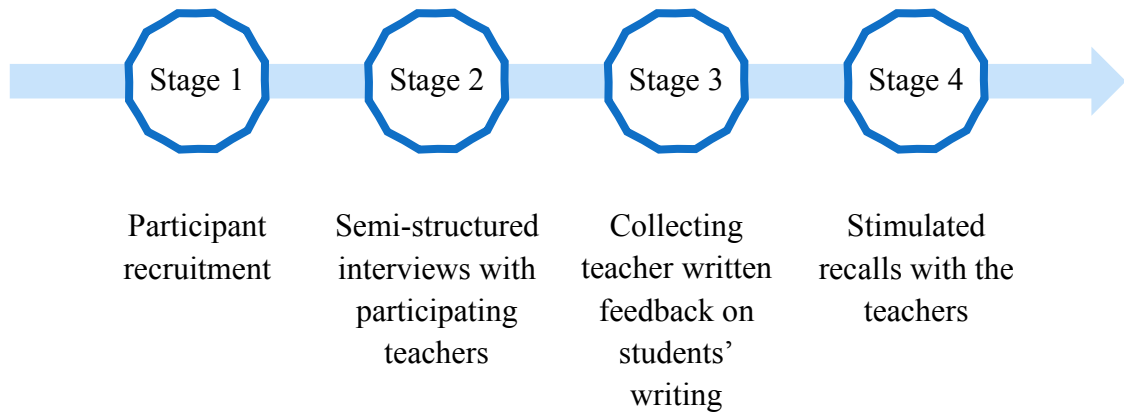 Stage 1
Stage 2
Stage 3
Stage 4
Participant
recruitment
Semi-structured
interviews with
participating
teachers
Collecting
teacher written
feedback on
students’
writing
Stimulated
recalls with the
teachers